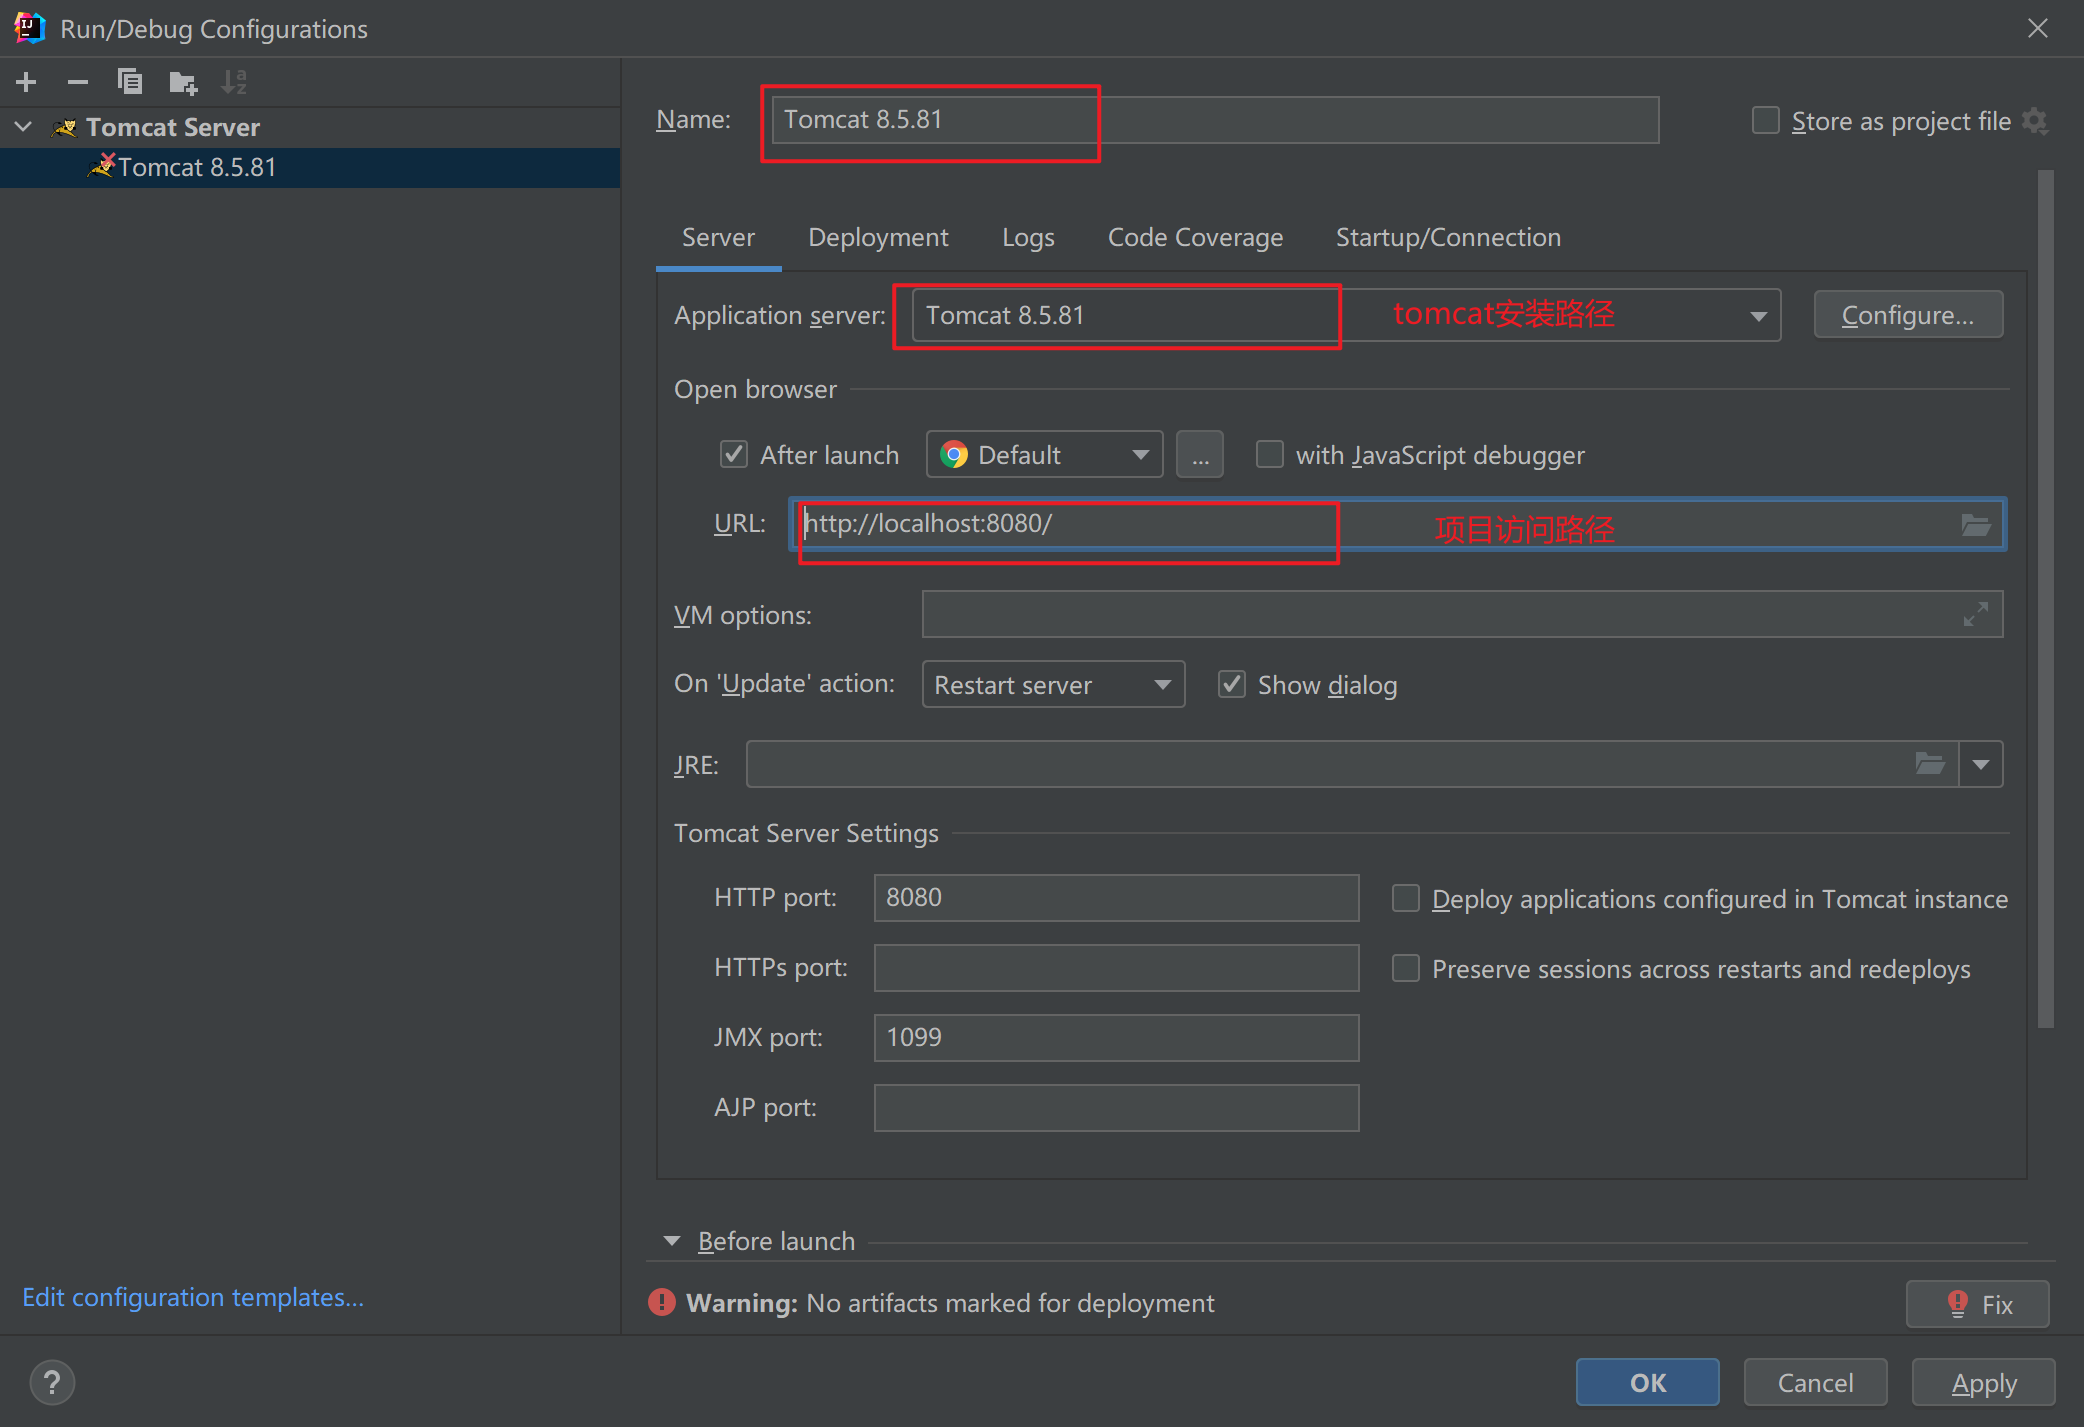 Run/Debug Configurations
Tomcat Server
Tomcat 8.5.81
Name: Tomcat 8.5.81 Store as project file
Server Deployment Logs Code Coverage Startup/Connection
Application server: Tomcat 8.5.81 tomcat安装路径 Configure...
Open browser
After launch Default ... with JavaScript debugger
URL: http://localhost:8080/ 项目访问路径
VM options:
On 'Update' action: Restart server Show dialog
JRE:
Tomcat Server Settings
HTTP port: 8080 Deploy applications configured in Tomcat instance
HTTPs port: Preserve sessions across restarts and redeploys
JMX port: 1099
AJP port:
Before launch
Edit configuration templates...
Warning: No artifacts marked for deployment Fix
? OK Cancel Apply